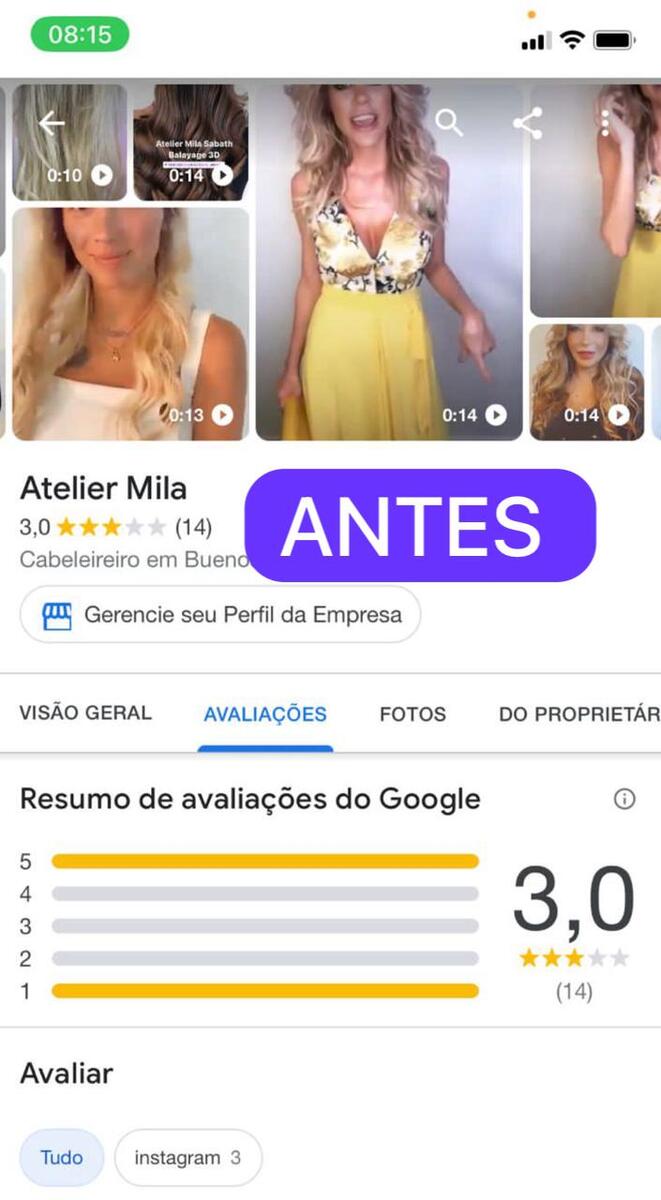 08:15
0:10
Atelier Mila Sabath
Balayage 3D
0:14
0:13
0:14
0:14
Atelier Mila
3,0 (14)
ANTES
Cabeleireiro em Bueno
Gerencie seu Perfil da Empresa
VISÃO GERAL AVALIAÇÕES FOTOS DO PROPRIETÁR
Resumo de avaliações do Google
5
4
3
2
1
3,0
(14)
Avaliar
Tudo
instagram 3